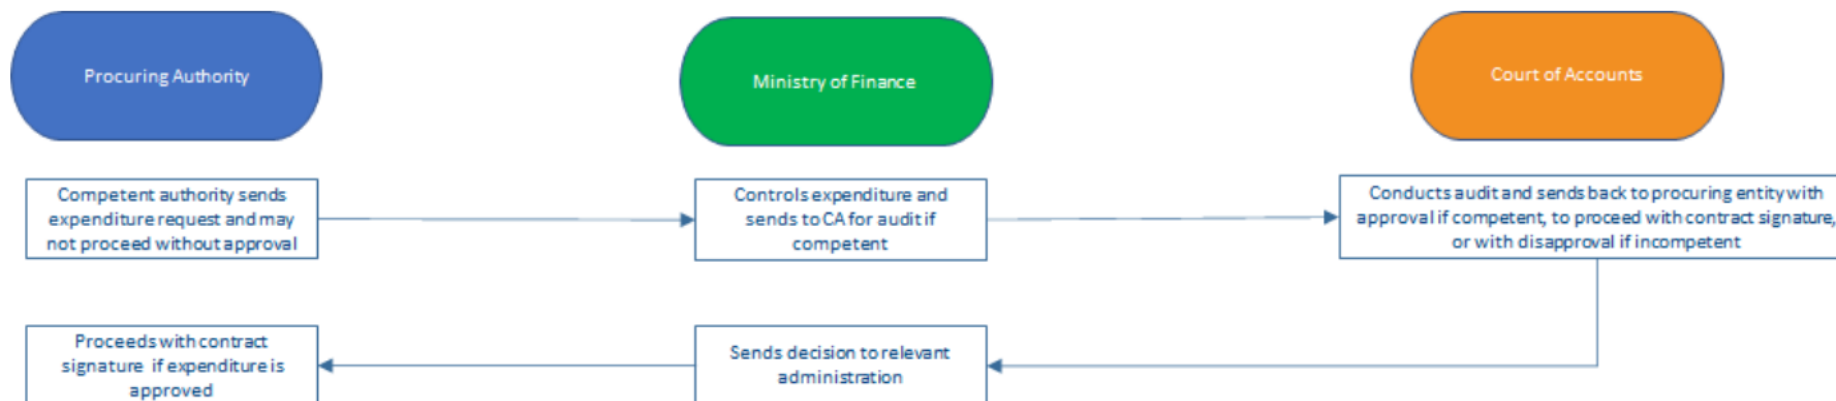 Procuring Authority
Ministry of Finance
Court of Accounts
Competent authority sends
expenditure request and may
not proceed without approval
Controls expenditure and
sends to CA for audit if
competent
Conducts audit and sends back to procuring entity with
approval if competent, to proceed with contract signature,
or with disapproval if incompetent
Proceeds with contract
signature if expenditure is
approved
Sends decision to relevant
administration